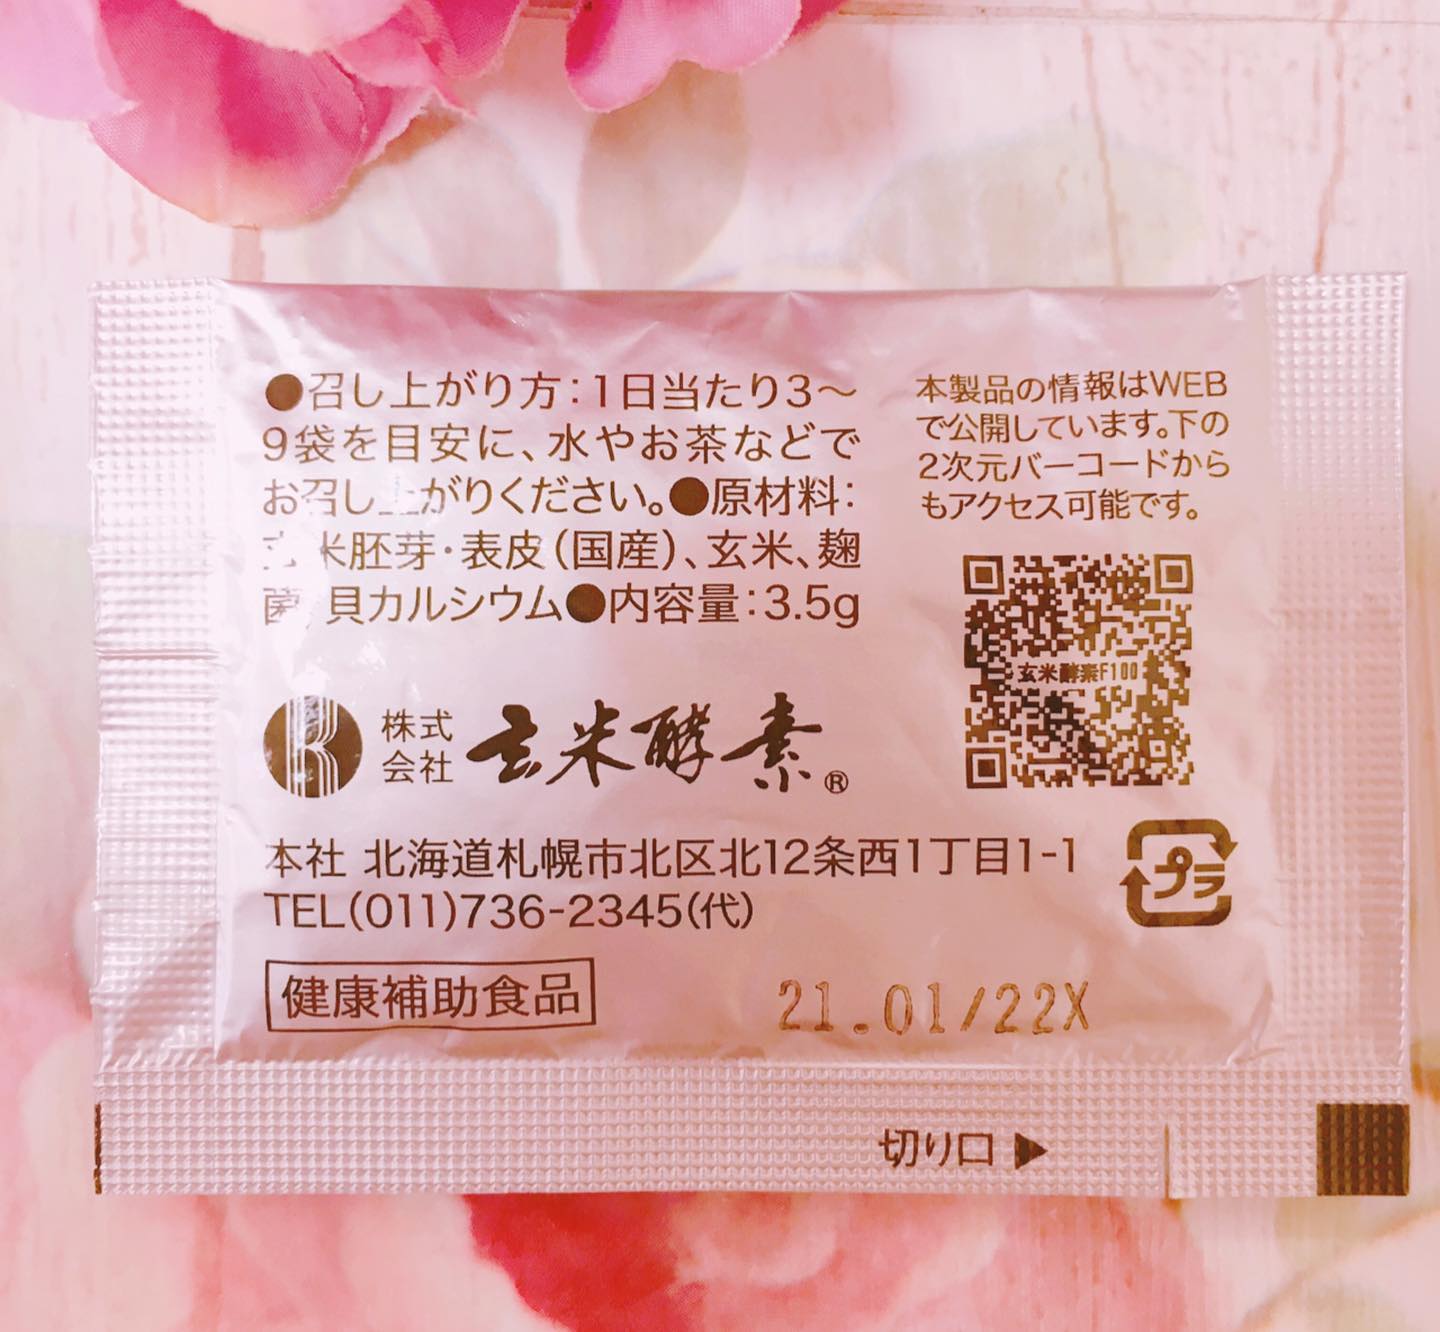 ●召し上がり方：1日当たり3〜
9袋を目安に、水やお茶などで
お召し上がりください。●原材料：
玄米胚芽・表皮（国産）、玄米、麹
菌、貝カルシウム●内容量：3.5g
本製品の情報はWEB
で公開しています。下の
2次元バーコードから
もアクセス可能です。
玄米酵素F100
株式
会社
玄米酵素®
本社 北海道札幌市北区北12条西1丁目1-1
TEL(011)736-2345(代)
プラ
健康補助食品
21.01/22X
切り口▶